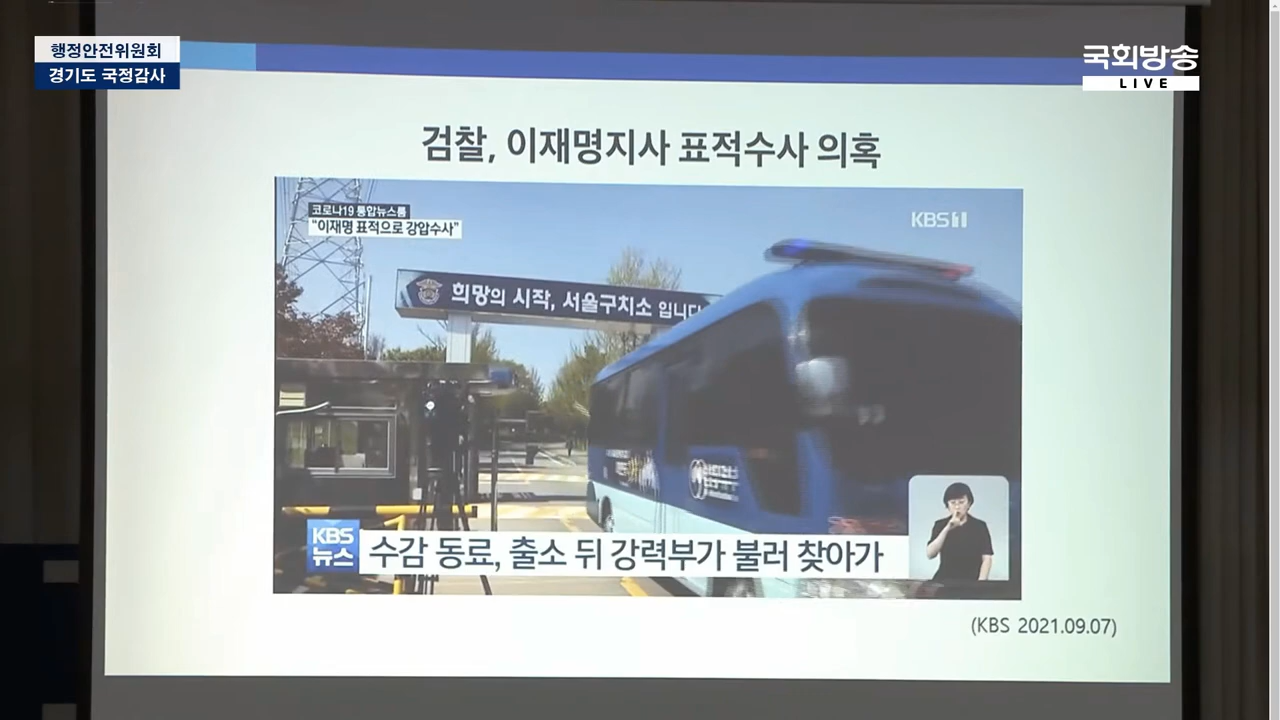 행정안전위원회
경기도 국정감사
국회방송
LIVE
검찰, 이재명지사 표적수사 의혹
코로나19 통합뉴스룸
"이재명 표적으로 강압수사"
KBS1
희망의 시작, 서울구치소 입니다
KBS
뉴스
수감 동료, 출소 뒤 강력부가 불러 찾아가
(KBS 2021.09.07)